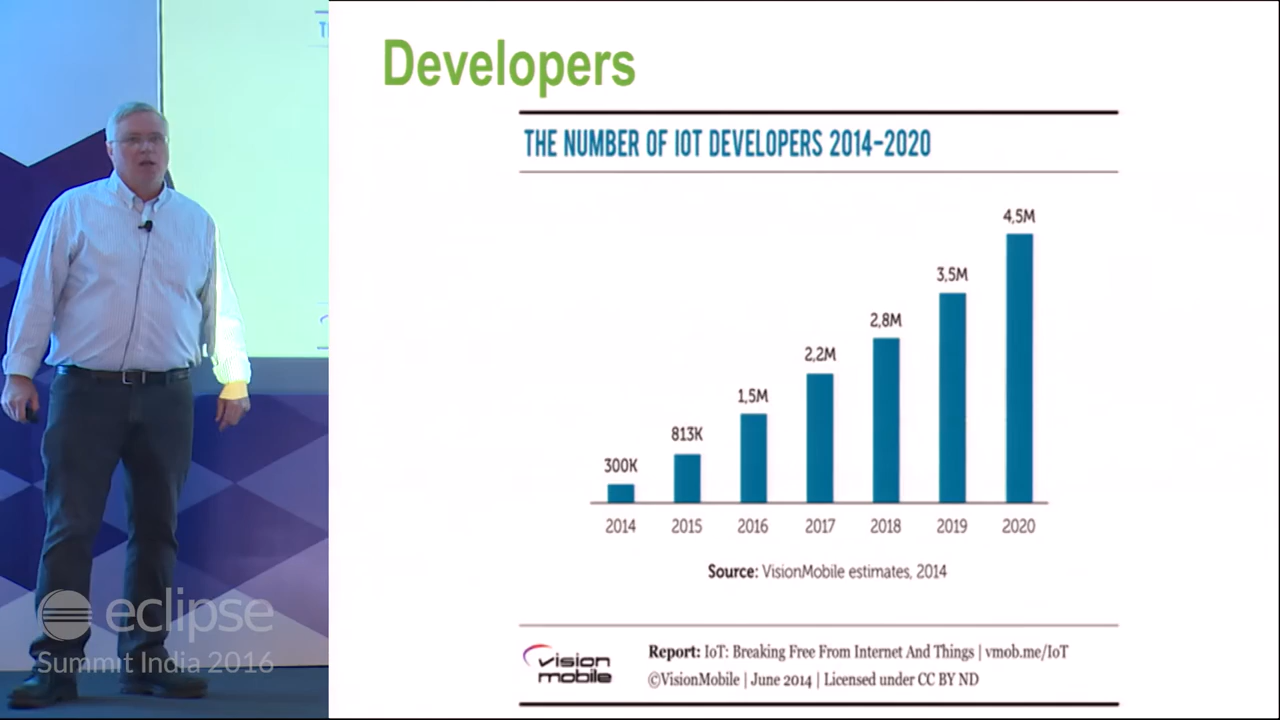 Developers
THE NUMBER OF IOT DEVELOPERS 2014–2020
4,5M
3,5M
2,8M
2,2M
1,5M
813K
300K
2014 2015 2016 2017 2018 2019 2020
Source: VisionMobile estimates, 2014
vision
mobile
Report: IoT: Breaking Free From Internet And Things | vmob.me/IoT
©VisionMobile | June 2014 | Licensed under CC BY ND
eclipse
Summit India 2016